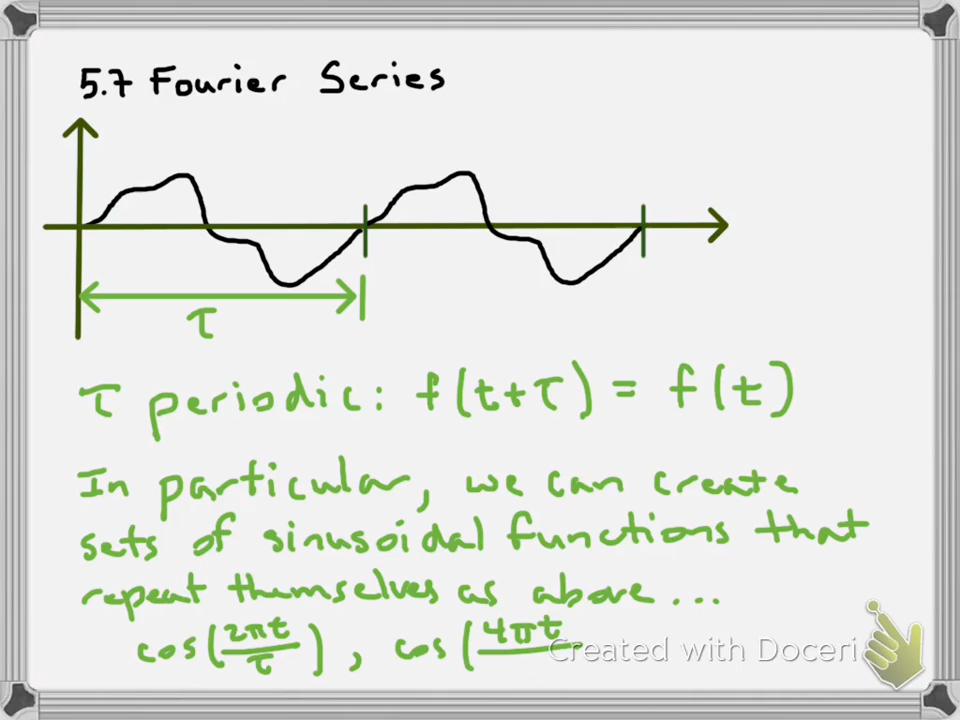 5.7 Fourier Series
τ
τ periodic: f(t+τ) = f(t)
In particular, we can create
sets of sinusoidal functions that
repeat themselves as above...
cos(2πt/τ), cos(4πt/
Created with Doceri